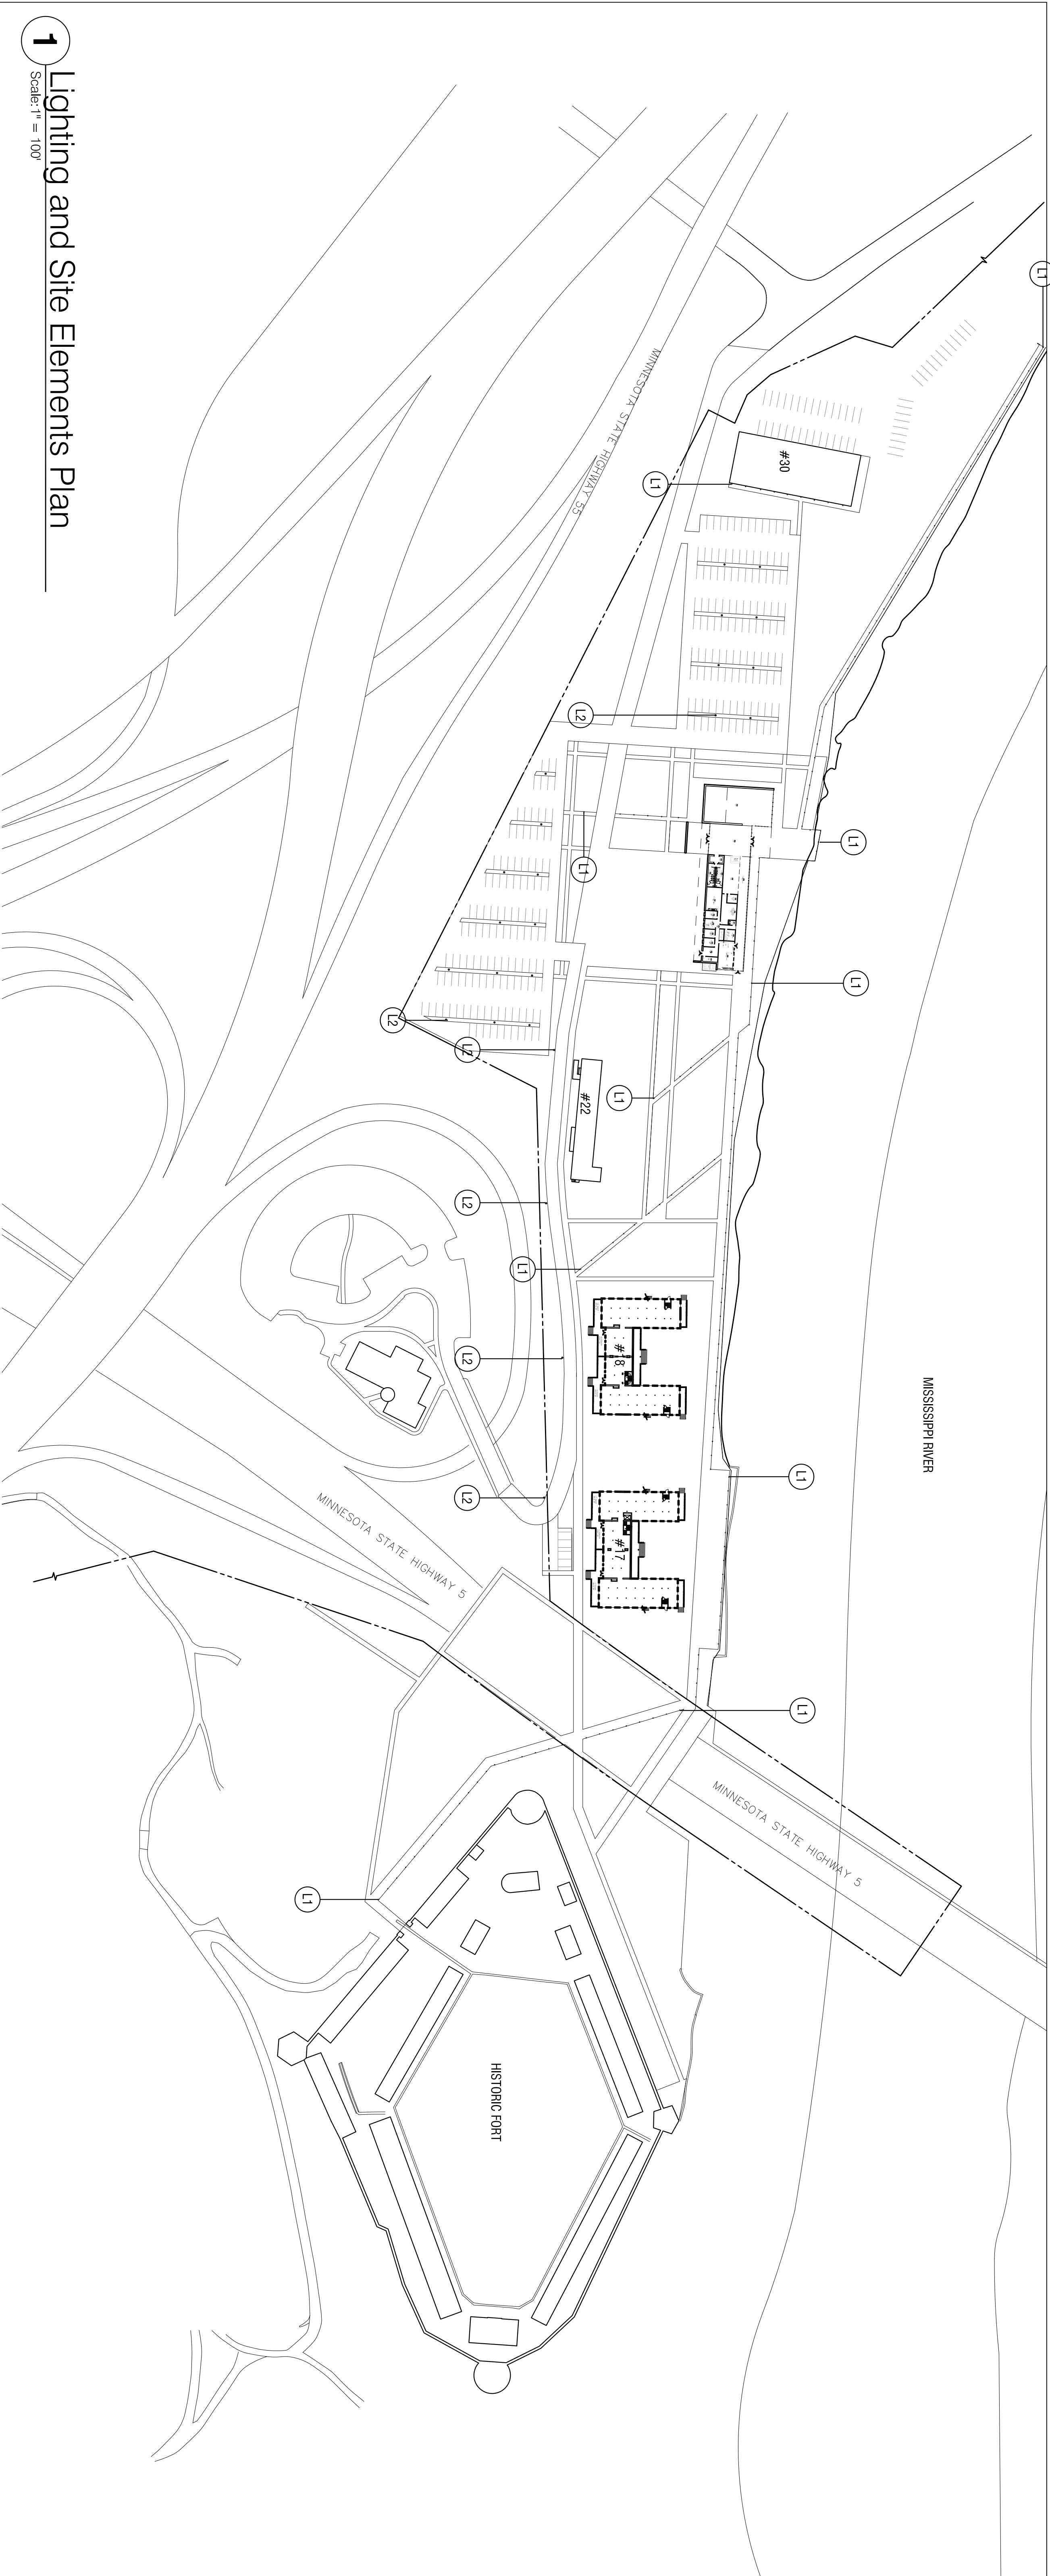 1
Lighting and Site Elements Plan
Scale: 1" = 100'
L1
MINNESOTA STATE HIGHWAY 55
#30
L1
L2
L1
L1
L1
L2
L2
L1
#22
L2
L1
#18
L2
MISSISSIPPI RIVER
L1
L2
#17
MINNESOTA STATE HIGHWAY 5
L1
MINNESOTA STATE HIGHWAY 5
L1
HISTORIC FORT